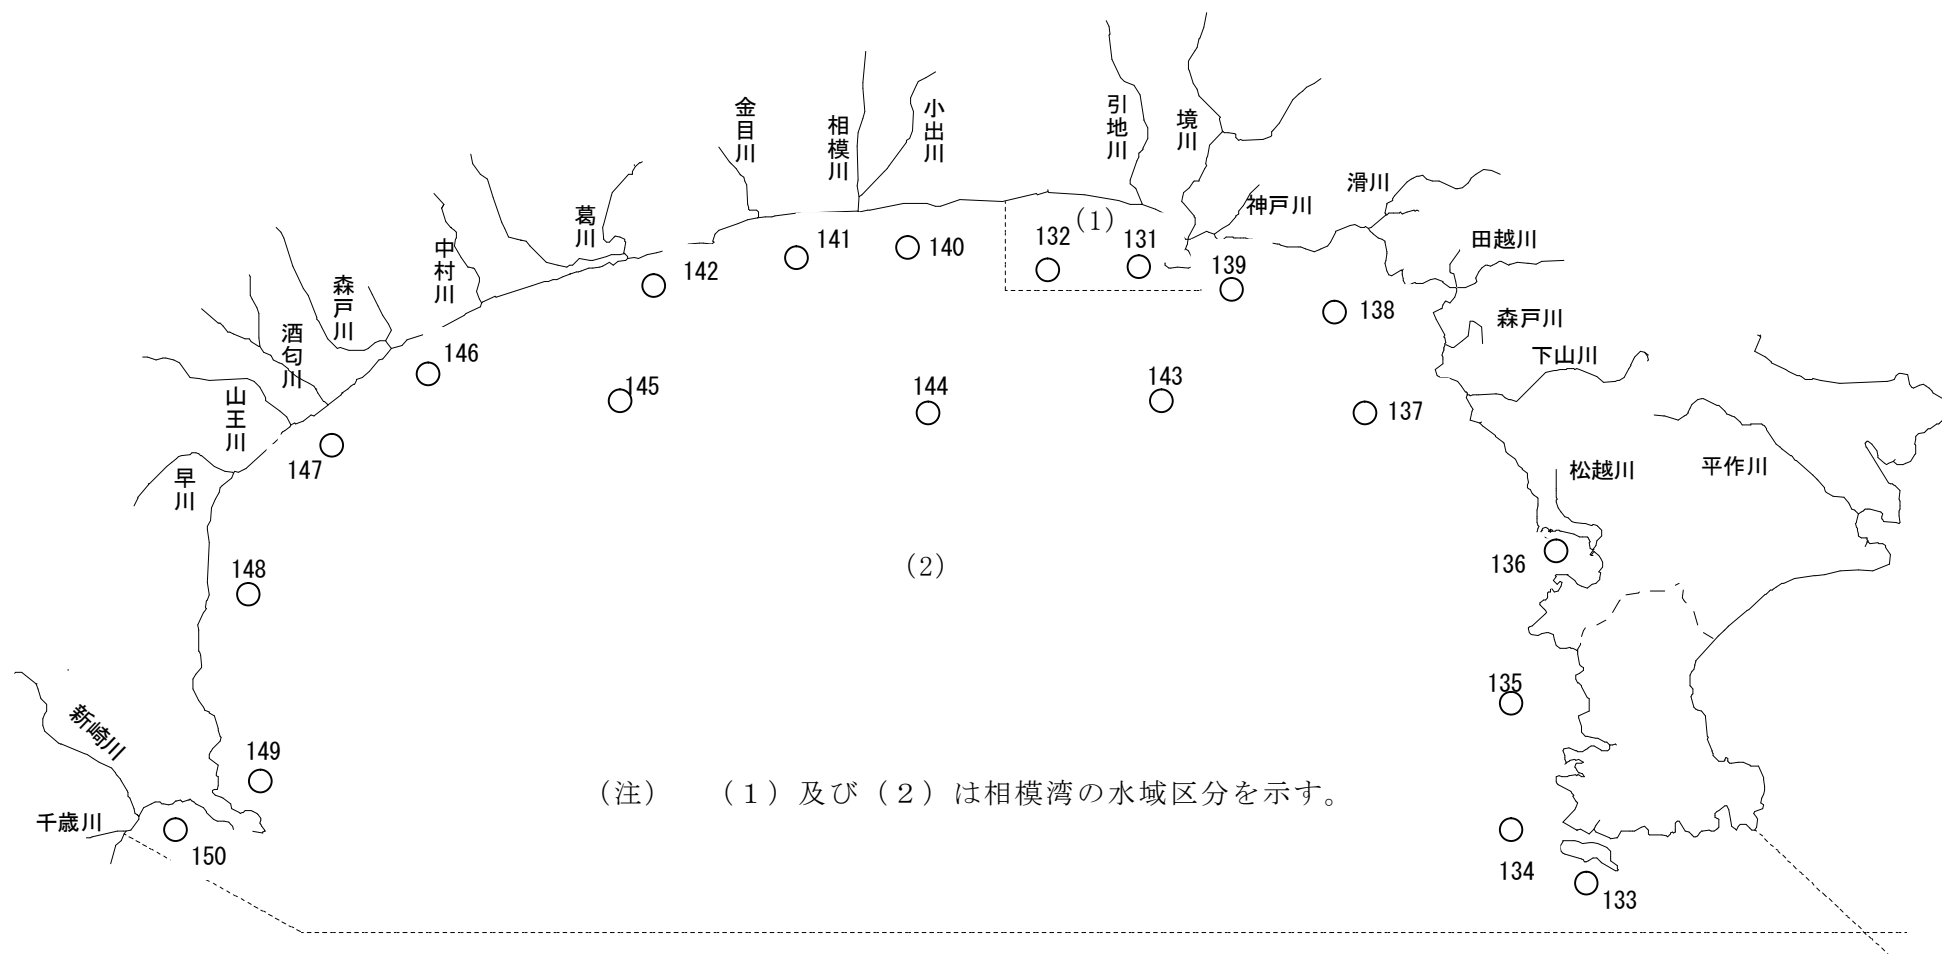 金目川
相模川
小出川
引地川
境川
滑川
神戸川
田越川
葛川
中村川
森戸川
酒匂川
山王川
早川
森戸川
下山川
松越川
平作川
新崎川
千歳川
(1)
132
131
139
138
141
140
142
146
145
144
143
137
147
136
148
(2)
135
149
150
134
133
(注) (1)及び(2)は相模湾の水域区分を示す。